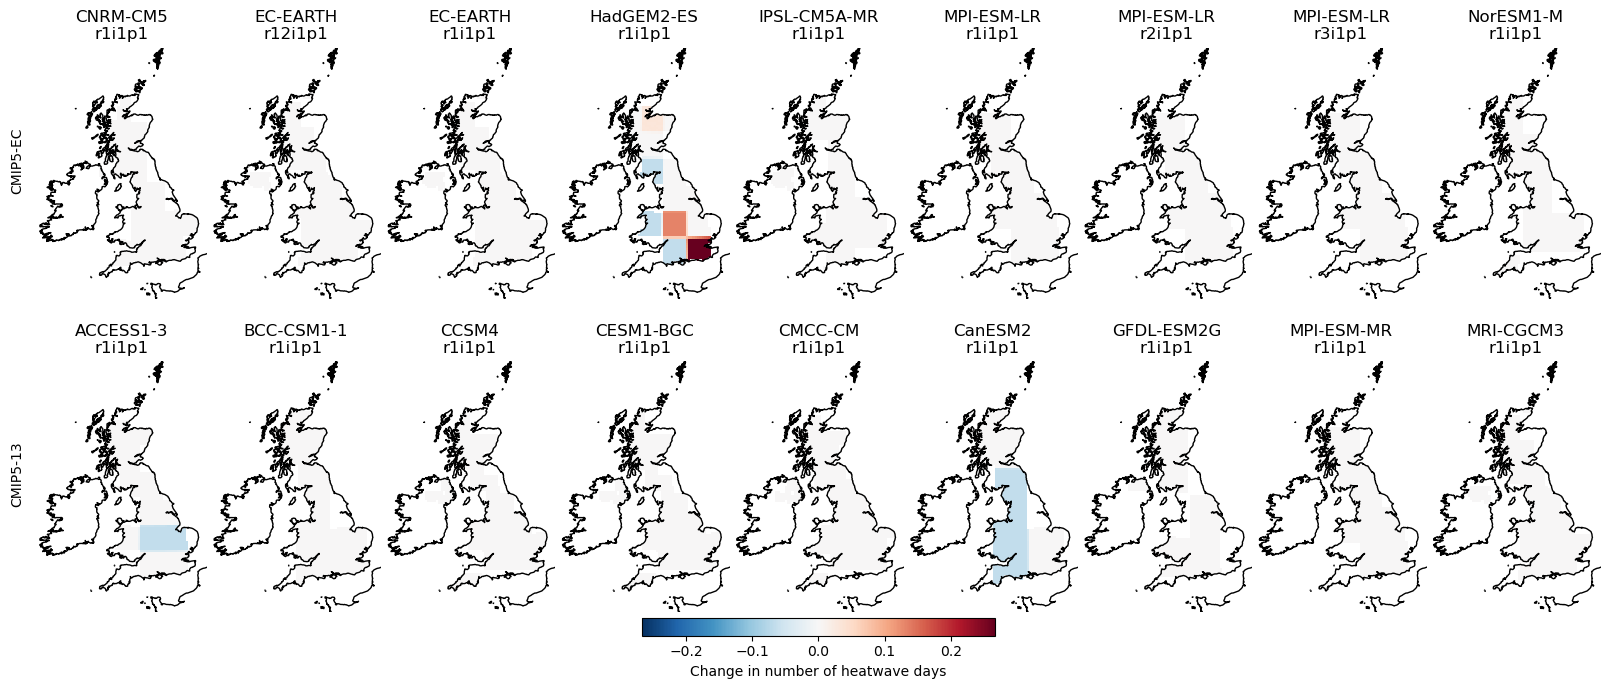 CNRM-CM5 EC-EARTH EC-EARTH HadGEM2-ES IPSL-CM5A-MR MPI-ESM-LR MPI-ESM-LR MPI-ESM-LR NorESM1-M
r1i1p1 r12i1p1 r1i1p1 r1i1p1 r1i1p1 r1i1p1 r2i1p1 r3i1p1 r1i1p1
CMIP5-EC
ACCESS1-3 BCC-CSM1-1 CCSM4 CESM1-BGC CMCC-CM CanESM2 GFDL-ESM2G MPI-ESM-MR MRI-CGCM3
r1i1p1 r1i1p1 r1i1p1 r1i1p1 r1i1p1 r1i1p1 r1i1p1 r1i1p1 r1i1p1
CMIP5-13
−0.2 −0.1 0.0 0.1 0.2
Change in number of heatwave days